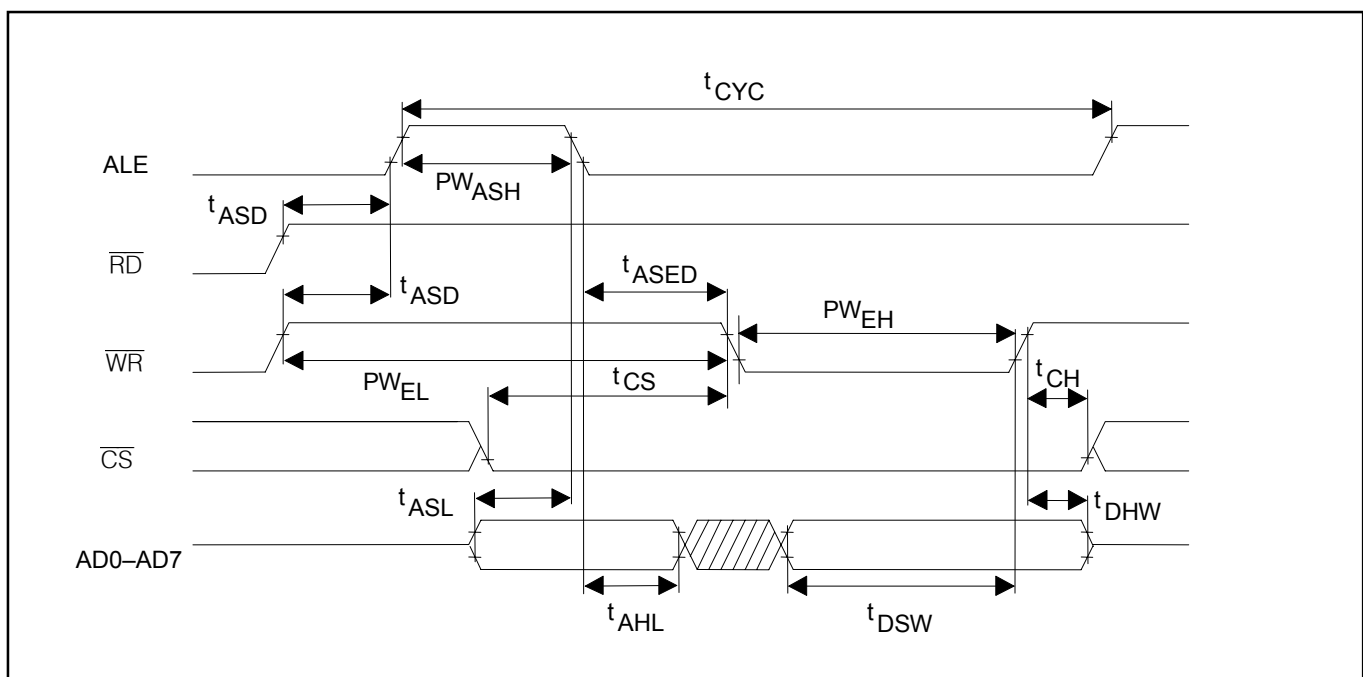 tCYC
ALE
PWASH
tASD
RD
tASED
tASD
PWEH
WR
tCS
tCH
PWEL
CS
tASL
tDHW
AD0–AD7
tAHL
tDSW